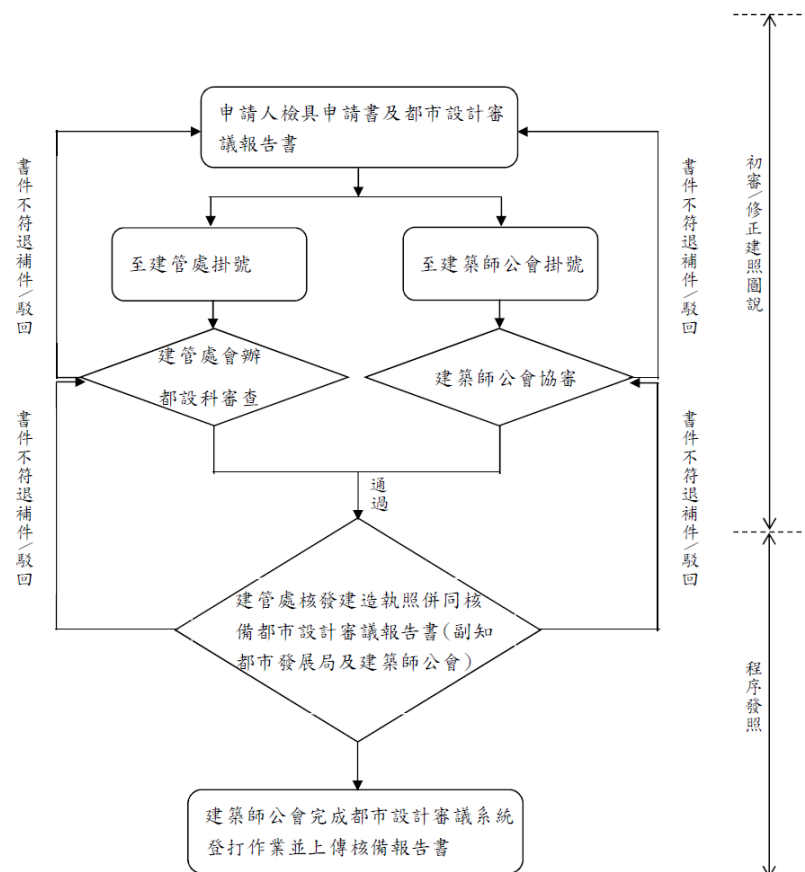 申請人檢具申請書及都市設計審
議報告書
書件不符退補件/駁回
書件不符退補件/駁回
初審/修正建照圖說
至建管處掛號
至建築師公會掛號
建管處會辦
都設科審查
建築師公會協審
書件不符退補件/駁回
書件不符退補件/駁回
通過
建管處核發建造執照併同核
備都市設計審議報告書(副知
都市發展局及建築師公會)
程序發照
建築師公會完成都市設計審議系統
登打作業並上傳核備報告書